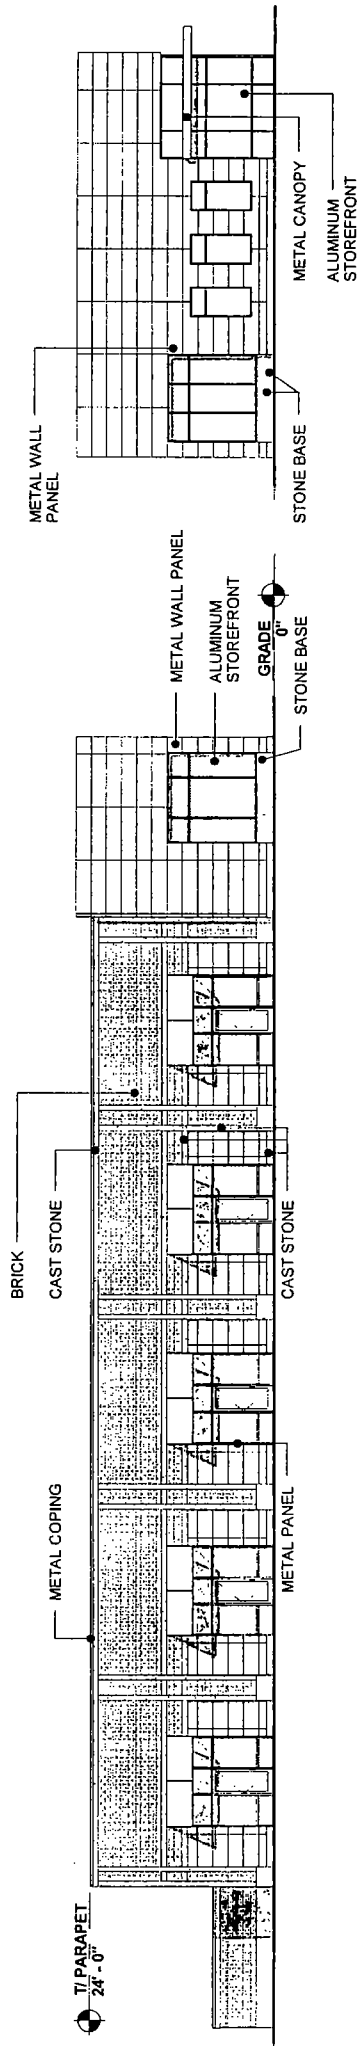 T/ PARAPET
24' - 0"
METAL COPING
BRICK
CAST STONE
METAL PANEL
CAST STONE
METAL WALL PANEL
ALUMINUM
STOREFRONT
GRADE
0"
STONE BASE
METAL WALL
PANEL
STONE BASE
METAL CANOPY
ALUMINUM
STOREFRONT